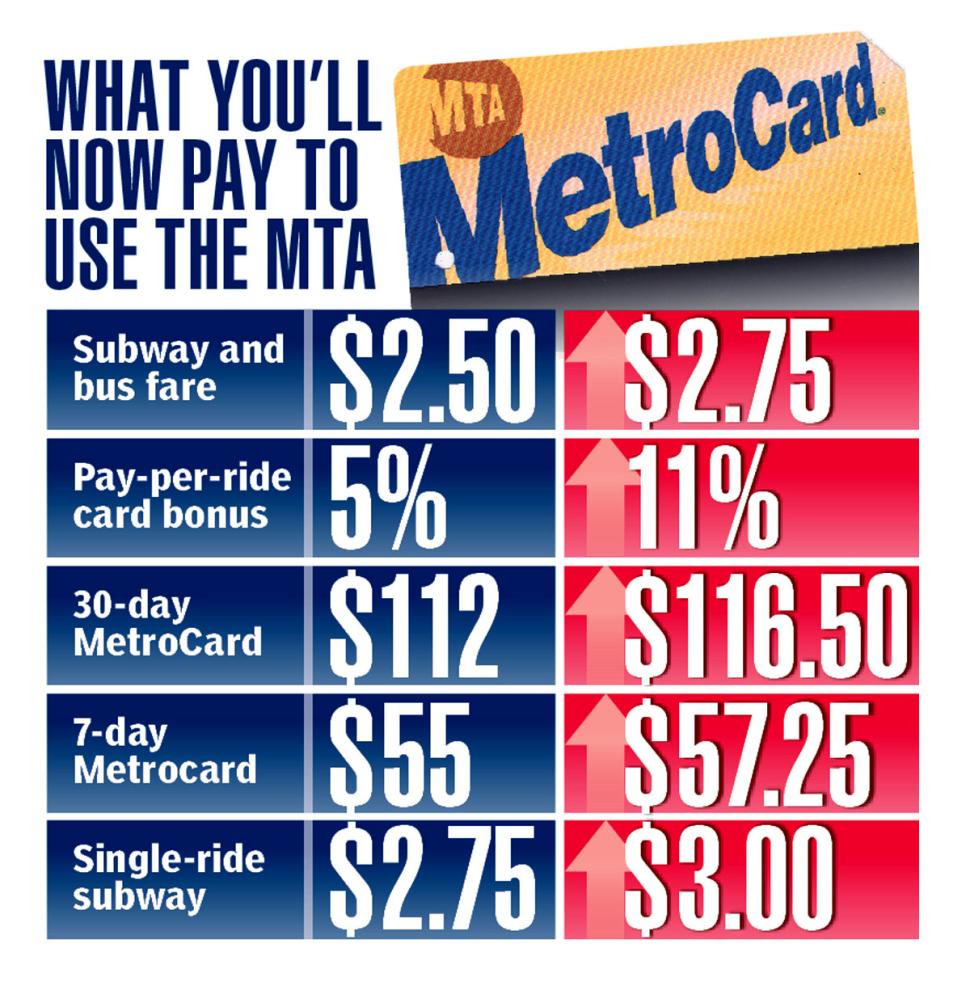 WHAT YOU'LL
NOW PAY TO
USE THE MTA
MTA
MetroCard®
Subway and
bus fare
$2.50
$2.75
Pay-per-ride
card bonus
5%
11%
30-day
MetroCard
$112
$116.50
7-day
Metrocard
$55
$57.25
Single-ride
subway
$2.75
$3.00